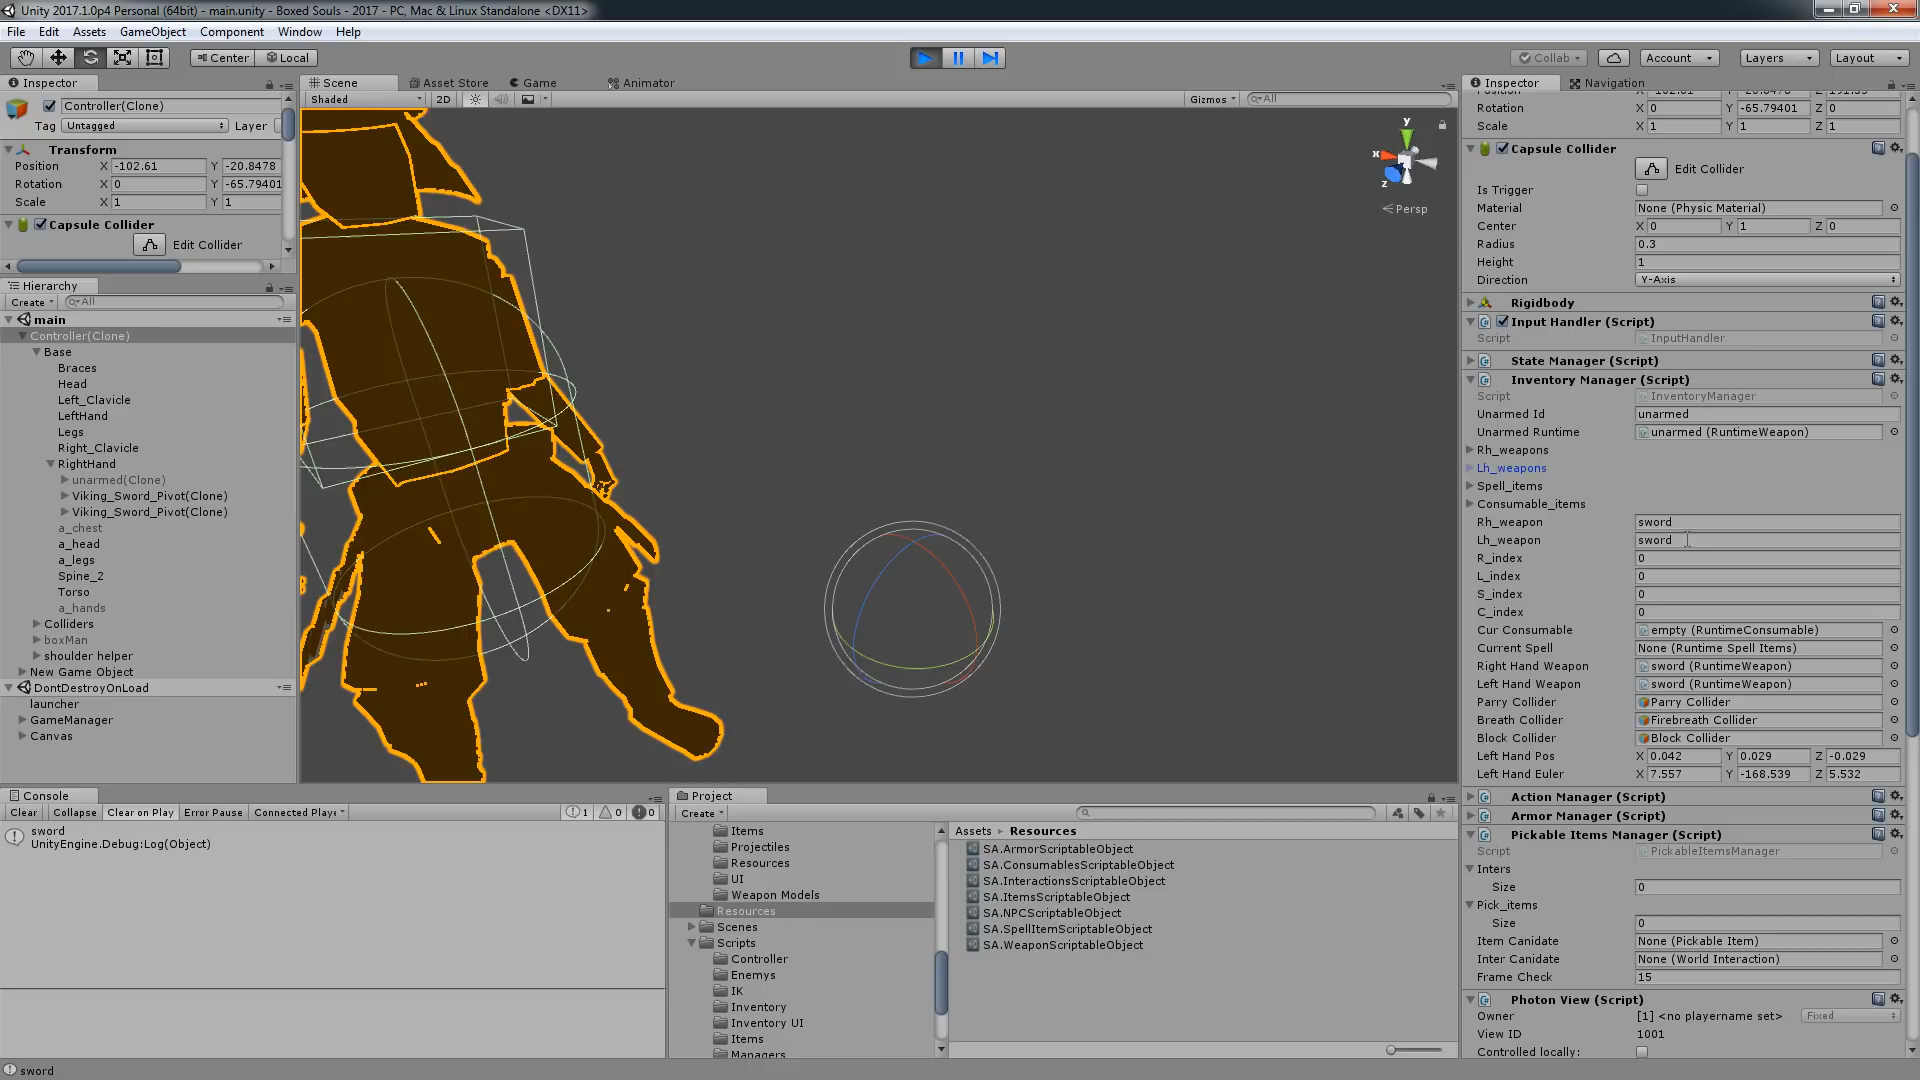 Unity 2017.1.0p4 Personal (64bit) - main.unity - Boxed Souls - 2017 - PC, Mac & Linux Standalone <DX11>
File Edit Assets GameObject Component Window Help
Center Local Collab Account Layers Layout
Inspector
Controller(Clone)
Tag Untagged Layer
Transform
Position X -102.61 Y -20.8478
Rotation X 0 Y -65.79401
Scale X 1 Y 1
Capsule Collider
Edit Collider
Hierarchy
Create All
main
Controller(Clone)
Base
Braces
Head
Left_Clavicle
LeftHand
Legs
Right_Clavicle
RightHand
unarmed(Clone)
Viking_Sword_Pivot(Clone)
Viking_Sword_Pivot(Clone)
a_chest
a_head
a_legs
Spine_2
Torso
a_hands
Colliders
boxMan
shoulder helper
New Game Object
DontDestroyOnLoad
launcher
GameManager
Canvas
Scene Asset Store Game Animator
Shaded 2D Gizmos All
y
x
z
Persp
Console
Clear Collapse Clear on Play Error Pause Connected Playe 1 0 0
sword
UnityEngine.Debug:Log(Object)
Project
Create
Items
Projectiles
Resources
UI
Weapon Models
Resources
Scenes
Scripts
Controller
Enemys
IK
Inventory
Inventory UI
Items
Managers
Assets Resources
SA.ArmorScriptableObject
SA.ConsumablesScriptableObject
SA.InteractionsScriptableObject
SA.ItemsScriptableObject
SA.NPCScriptableObject
SA.SpellItemScriptableObject
SA.WeaponScriptableObject
Inspector Navigation
Rotation X 0 Y -65.79401 Z 0
Scale X 1 Y 1 Z 1
Capsule Collider
Edit Collider
Is Trigger
Material None (Physic Material)
Center X 0 Y 1 Z 0
Radius 0.3
Height 1
Direction Y-Axis
Rigidbody
Input Handler (Script)
Script InputHandler
State Manager (Script)
Inventory Manager (Script)
Script InventoryManager
Unarmed Id unarmed
Unarmed Runtime unarmed (RuntimeWeapon)
Rh_weapons
Lh_weapons
Spell_items
Consumable_items
Rh_weapon sword
Lh_weapon sword
R_index 0
L_index 0
S_index 0
C_index 0
Cur Consumable empty (RuntimeConsumable)
Current Spell None (Runtime Spell Items)
Right Hand Weapon sword (RuntimeWeapon)
Left Hand Weapon sword (RuntimeWeapon)
Parry Collider Parry Collider
Breath Collider Firebreath Collider
Block Collider Block Collider
Left Hand Pos X 0.042 Y 0.029 Z -0.029
Left Hand Euler X 7.557 Y -168.539 Z 5.532
Action Manager (Script)
Armor Manager (Script)
Pickable Items Manager (Script)
Script PickableItemsManager
Inters
Size 0
Pick_items
Size 0
Item Canidate None (Pickable Item)
Inter Canidate None (World Interaction)
Frame Check 15
Photon View (Script)
Owner [1] <no playername set> Fixed
View ID 1001
Controlled locally:
sword